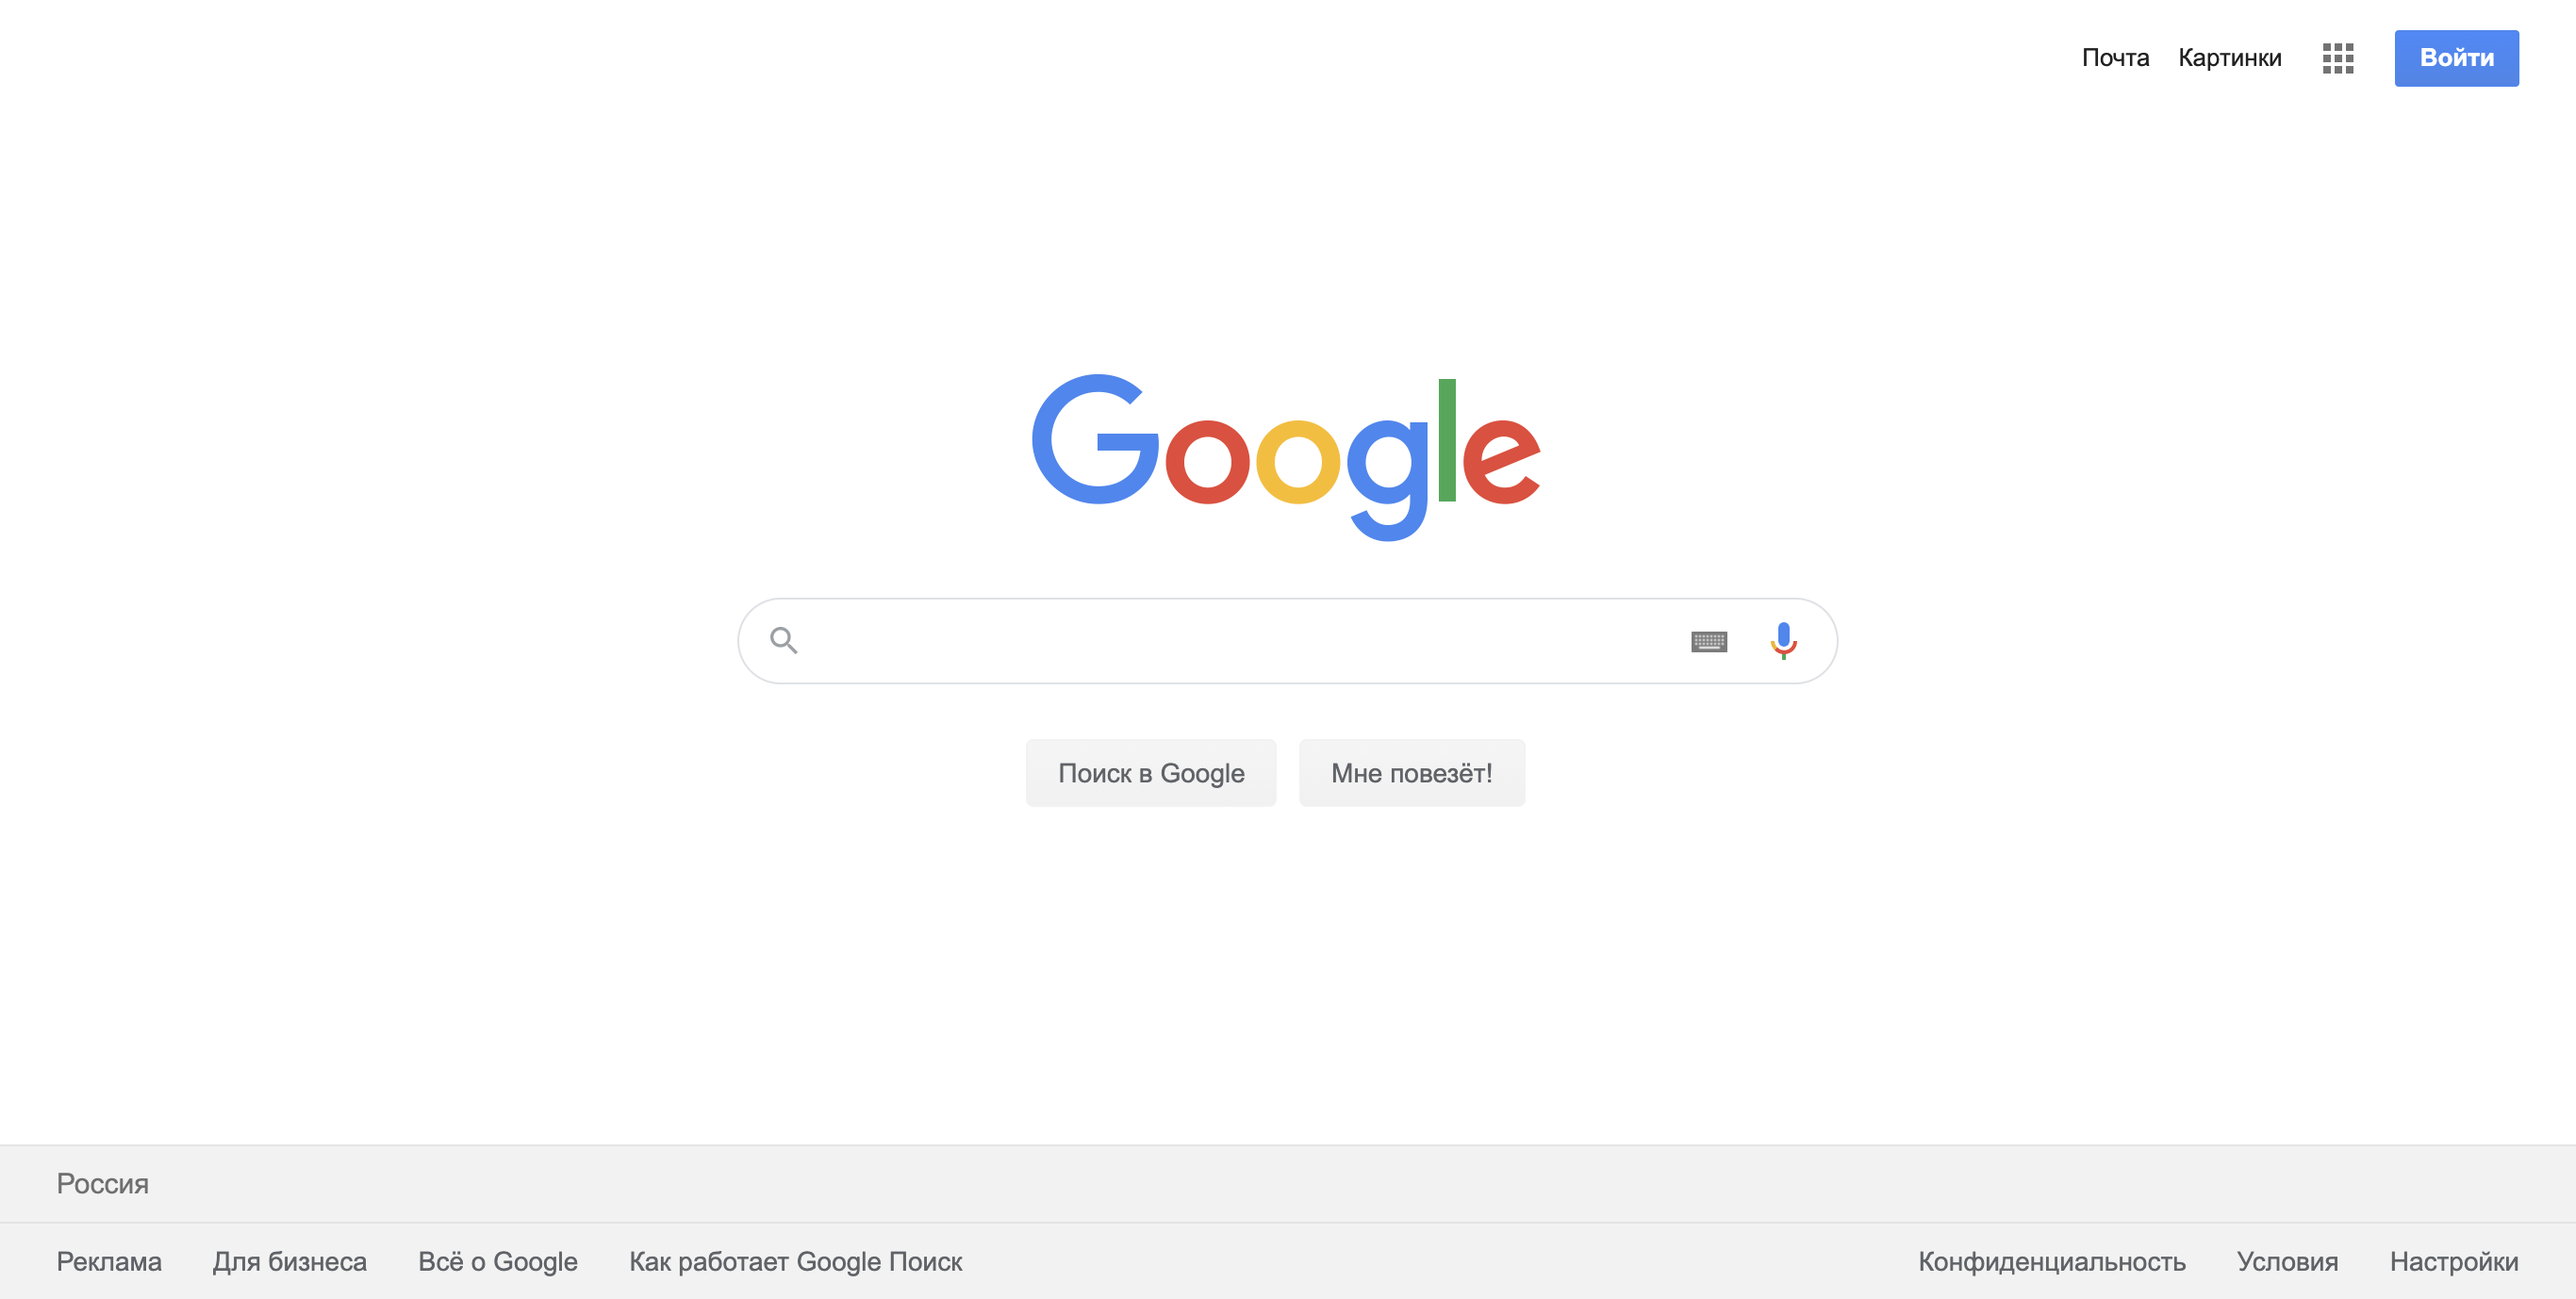 Почта Картинки Войти
Google
Поиск в Google Мне повезёт!
Россия
Реклама Для бизнеса Всё о Google Как работает Google Поиск Конфиденциальность Условия Настройки